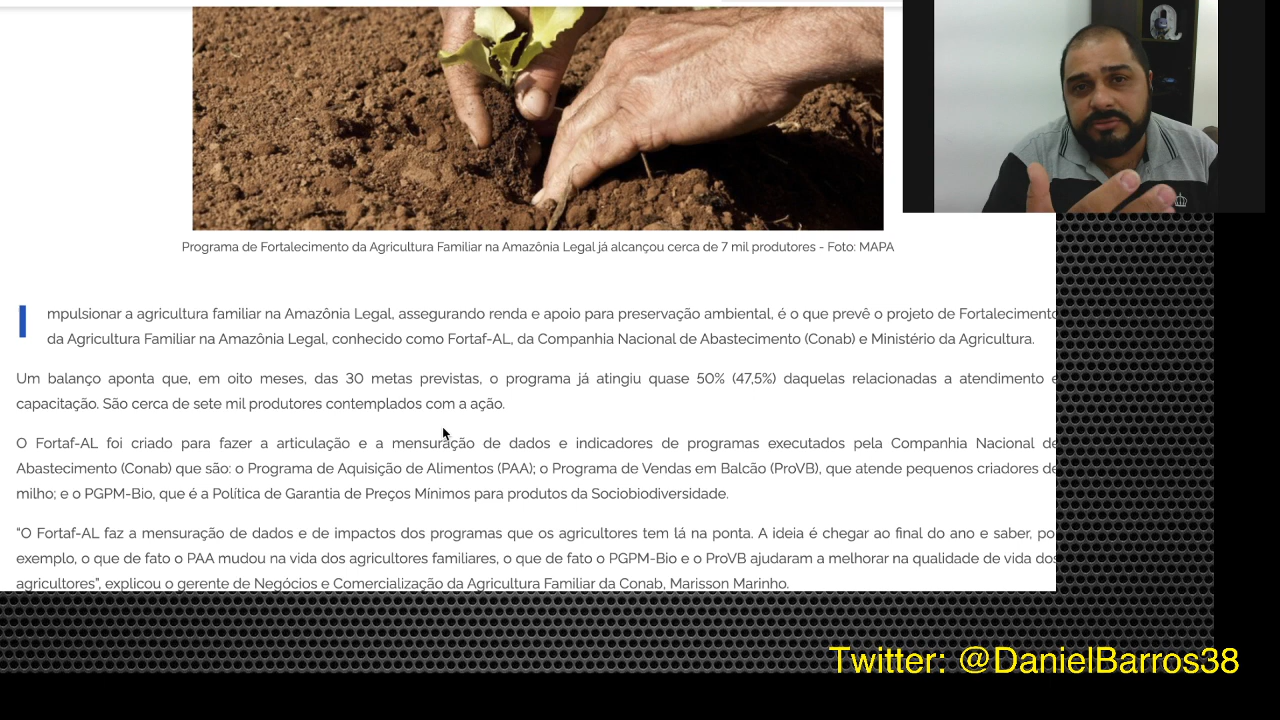 Programa de Fortalecimento da Agricultura Familiar na Amazônia Legal já alcançou cerca de 7 mil produtores - Foto: MAPA
Impulsionar a agricultura familiar na Amazônia Legal, assegurando renda e apoio para preservação ambiental, é o que prevê o projeto de Fortalecimento
da Agricultura Familiar na Amazônia Legal, conhecido como Fortaf-AL, da Companhia Nacional de Abastecimento (Conab) e Ministério da Agricultura.
Um balanço aponta que, em oito meses, das 30 metas previstas, o programa já atingiu quase 50% (47,5%) daquelas relacionadas a atendimento e
capacitação. São cerca de sete mil produtores contemplados com a ação.
O Fortaf-AL foi criado para fazer a articulação e a mensuração de dados e indicadores de programas executados pela Companhia Nacional de
Abastecimento (Conab) que são: o Programa de Aquisição de Alimentos (PAA); o Programa de Vendas em Balcão (ProVB), que atende pequenos criadores de
milho; e o PGPM-Bio, que é a Política de Garantia de Preços Mínimos para produtos da Sociobiodiversidade.
"O Fortaf-AL faz a mensuração de dados e de impactos dos programas que os agricultores tem lá na ponta. A ideia é chegar ao final do ano e saber, po
exemplo, o que de fato o PAA mudou na vida dos agricultores familiares, o que de fato o PGPM-Bio e o ProVB ajudaram a melhorar na qualidade de vida dos
agricultores", explicou o gerente de Negócios e Comercialização da Agricultura Familiar da Conab, Marisson Marinho.
Twitter: @DanielBarros38